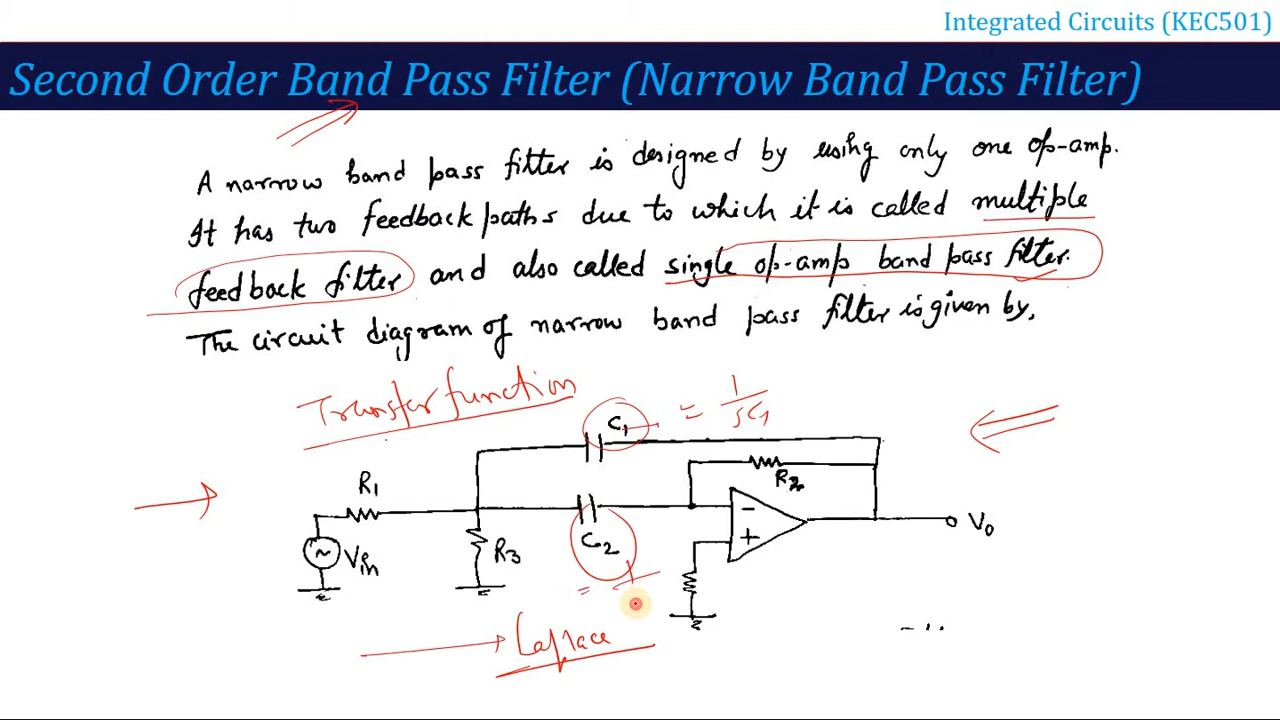 Integrated Circuits (KEC501)
Second Order Band Pass Filter (Narrow Band Pass Filter)
A narrow band pass filter is designed by using only one op-amp.
It has two feedback paths due to which it is called multiple
feedback filter and also called single op-amp band pass filter.
The circuit diagram of narrow band pass filter is given by,
Transfer function
C1 = 1/sC1
R1
R2
C2
R3
Vin
- 
+
Vo
= 1/
Laplace